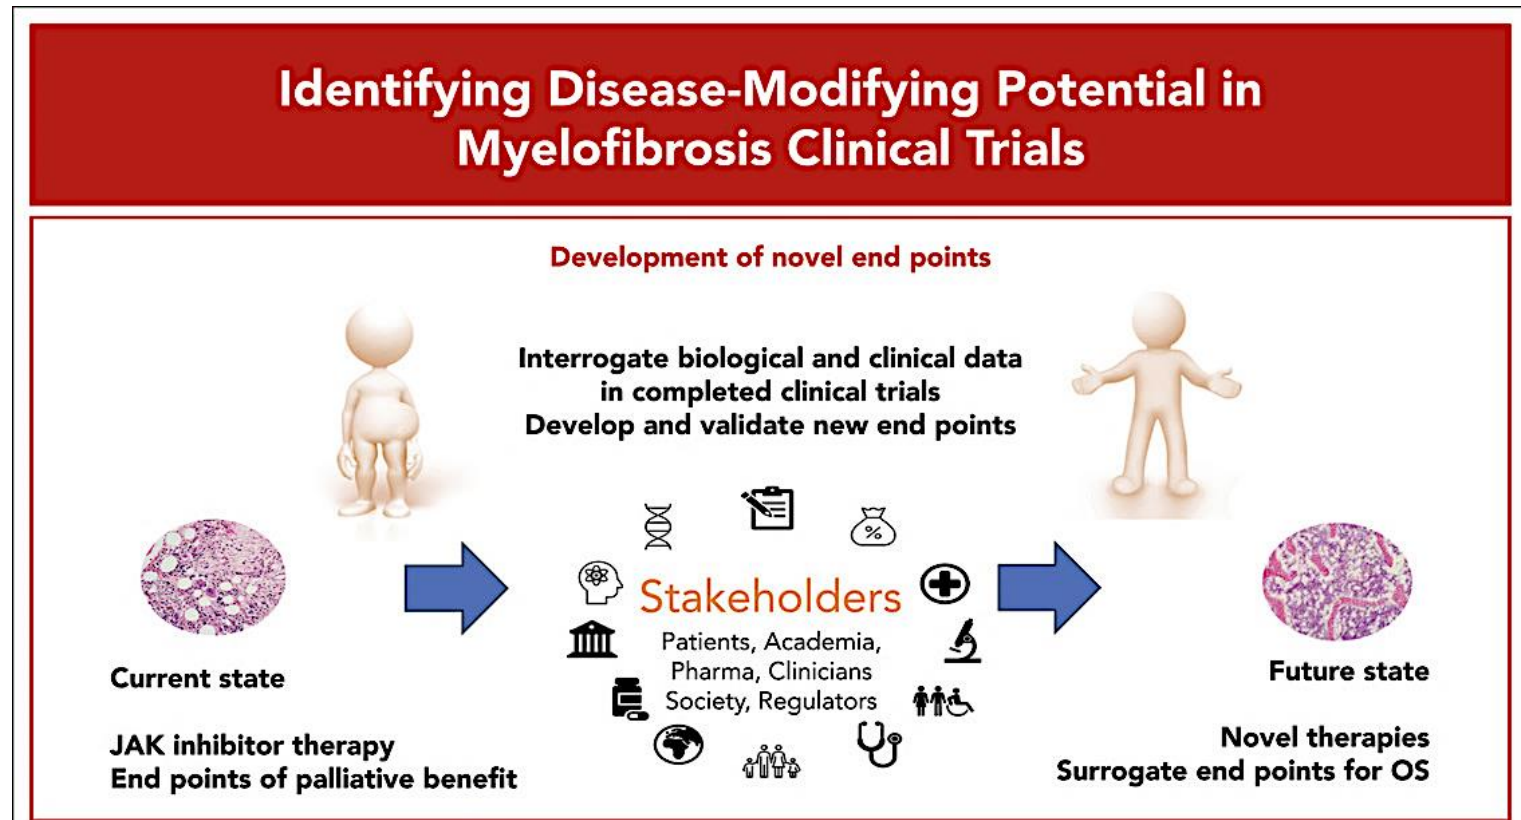 Identifying Disease-Modifying Potential in
Myelofibrosis Clinical Trials
Development of novel end points
Interrogate biological and clinical data
in completed clinical trials
Develop and validate new end points
%
Stakeholders
Patients, Academia,
Pharma, Clinicians
Society, Regulators
Current state
JAK inhibitor therapy
End points of palliative benefit
Future state
Novel therapies
Surrogate end points for OS